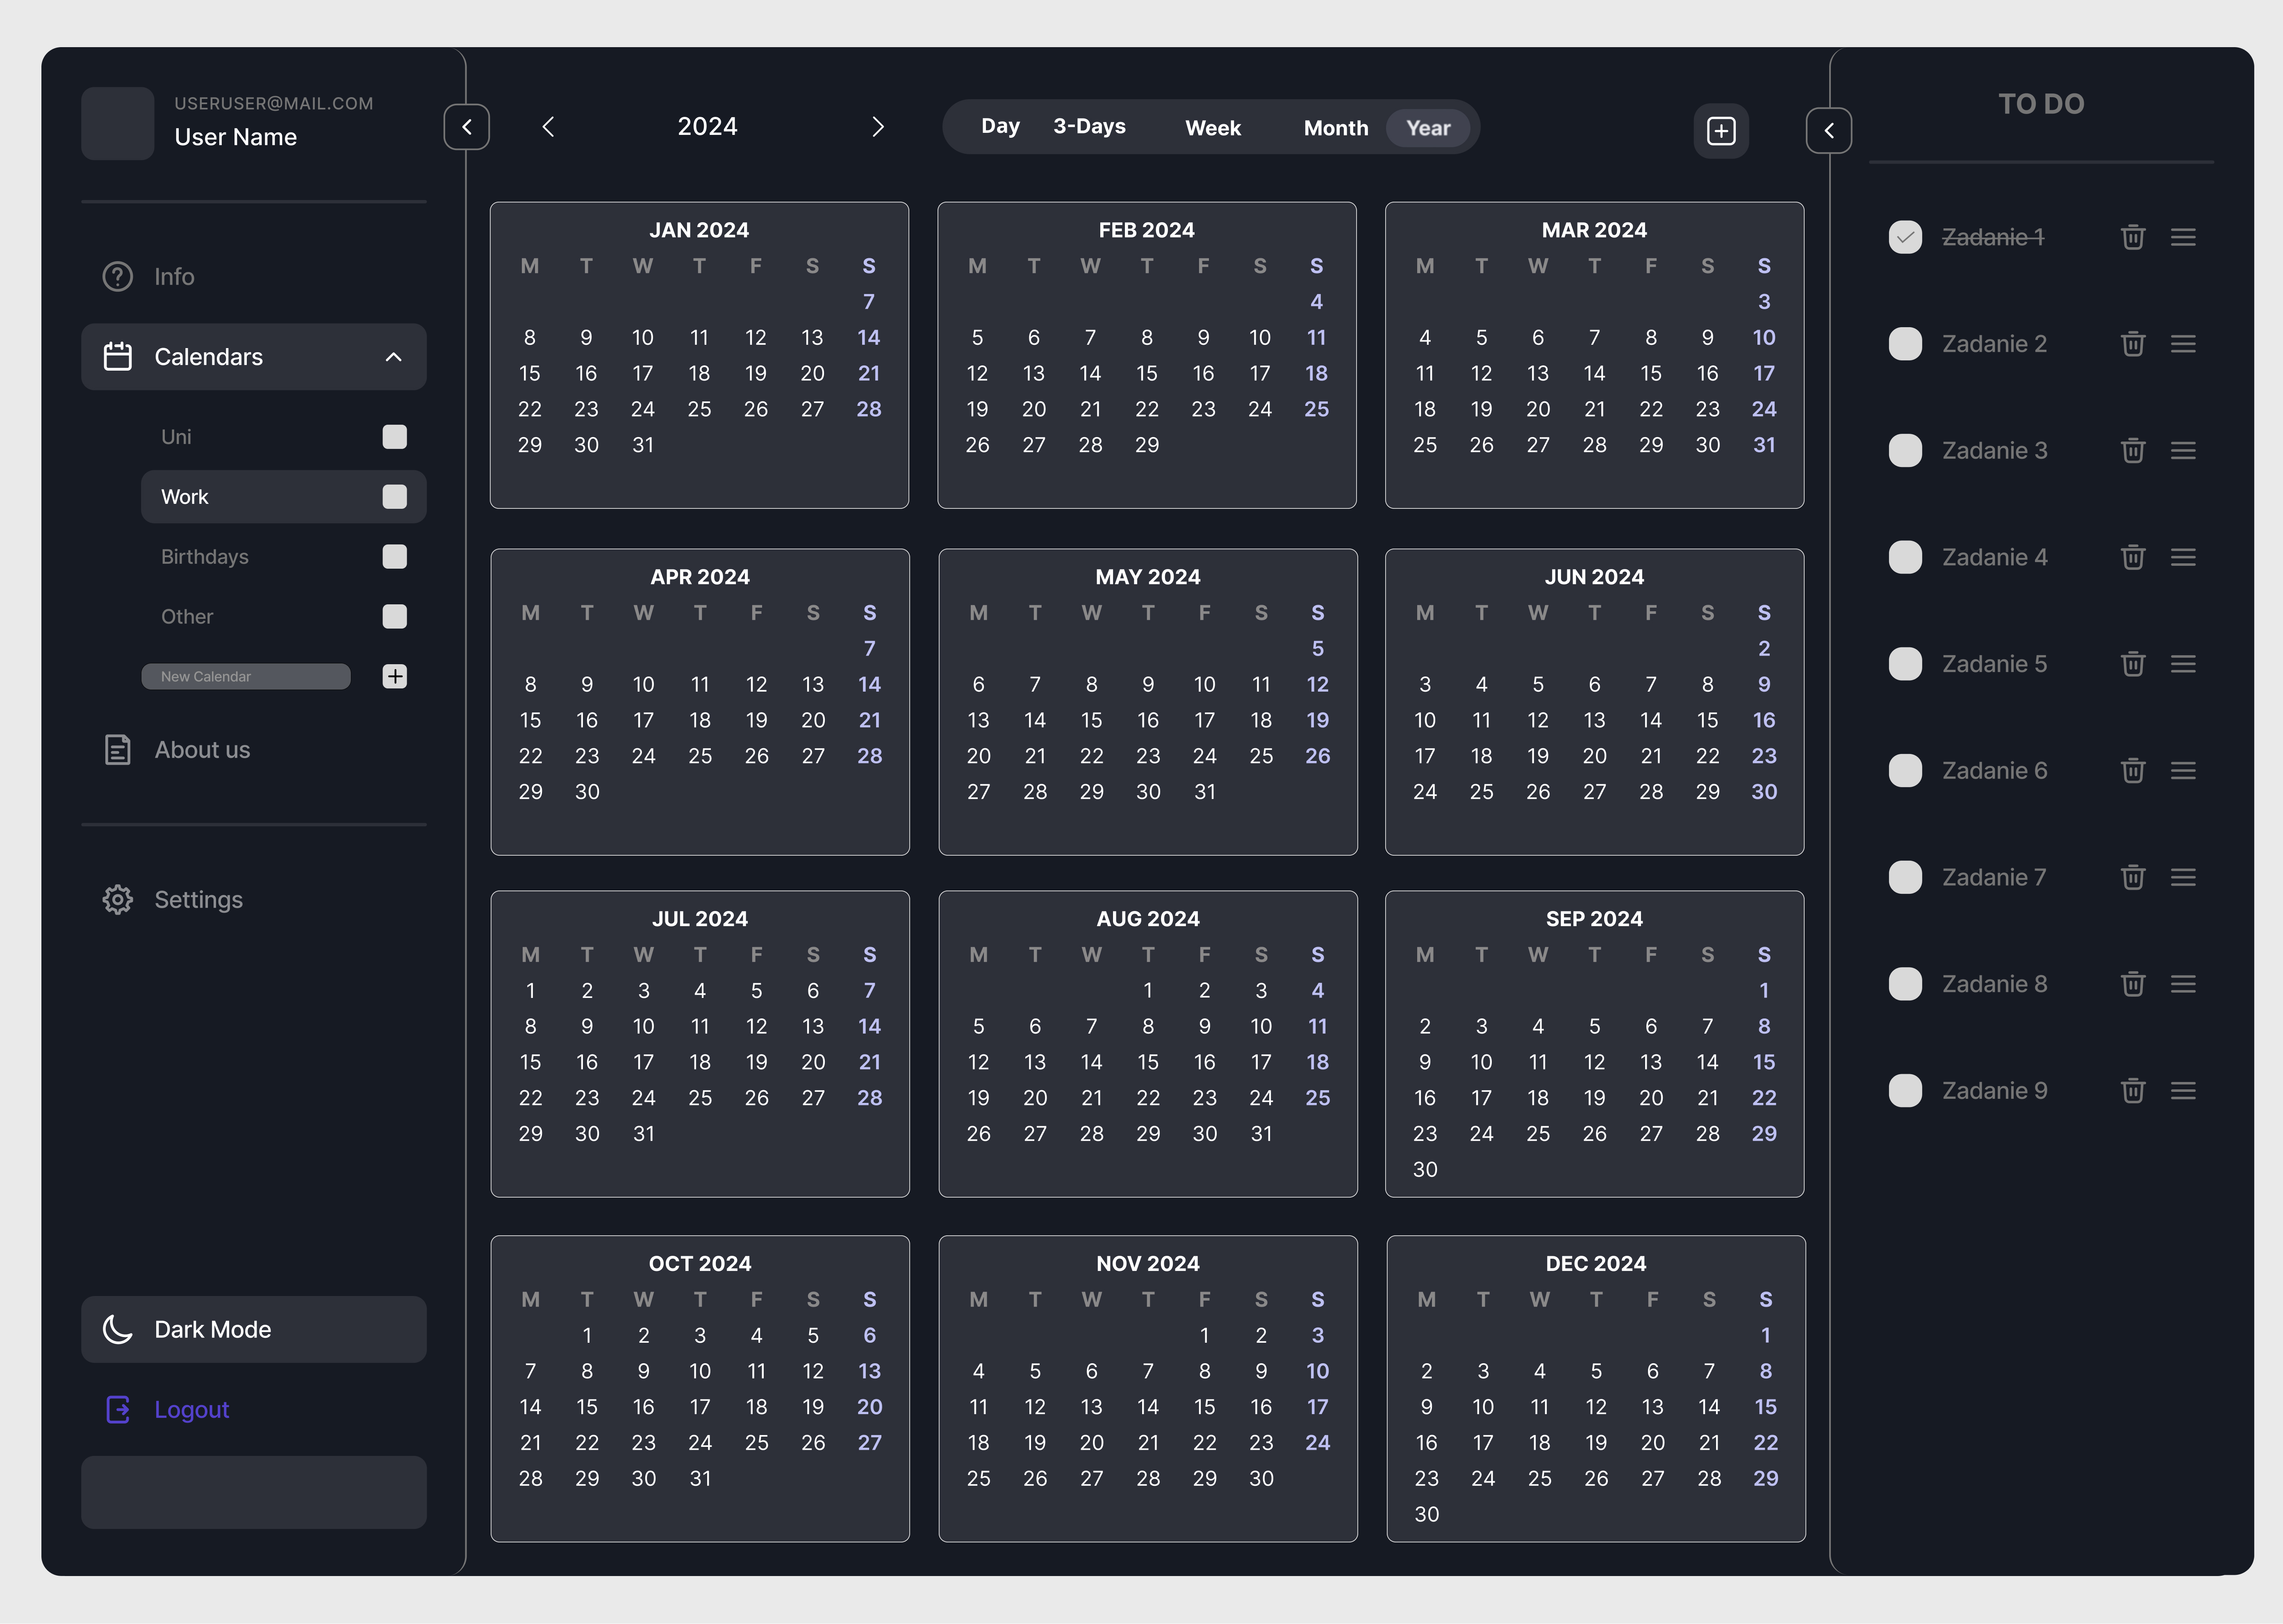 USERUSER@MAIL.COM
User Name
Info
Calendars
Uni
Work
Birthdays
Other
New Calendar
About us
Settings
Dark Mode
Logout
2024
Day 3-Days Week Month Year
JAN 2024
M T W T F S S
7
8 9 10 11 12 13 14
15 16 17 18 19 20 21
22 23 24 25 26 27 28
29 30 31
FEB 2024
M T W T F S S
4
5 6 7 8 9 10 11
12 13 14 15 16 17 18
19 20 21 22 23 24 25
26 27 28 29
MAR 2024
M T W T F S S
3
4 5 6 7 8 9 10
11 12 13 14 15 16 17
18 19 20 21 22 23 24
25 26 27 28 29 30 31
APR 2024
M T W T F S S
7
8 9 10 11 12 13 14
15 16 17 18 19 20 21
22 23 24 25 26 27 28
29 30
MAY 2024
M T W T F S S
5
6 7 8 9 10 11 12
13 14 15 16 17 18 19
20 21 22 23 24 25 26
27 28 29 30 31
JUN 2024
M T W T F S S
2
3 4 5 6 7 8 9
10 11 12 13 14 15 16
17 18 19 20 21 22 23
24 25 26 27 28 29 30
JUL 2024
M T W T F S S
1 2 3 4 5 6 7
8 9 10 11 12 13 14
15 16 17 18 19 20 21
22 23 24 25 26 27 28
29 30 31
AUG 2024
M T W T F S S
1 2 3 4
5 6 7 8 9 10 11
12 13 14 15 16 17 18
19 20 21 22 23 24 25
26 27 28 29 30 31
SEP 2024
M T W T F S S
1
2 3 4 5 6 7 8
9 10 11 12 13 14 15
16 17 18 19 20 21 22
23 24 25 26 27 28 29
30
OCT 2024
M T W T F S S
1 2 3 4 5 6
7 8 9 10 11 12 13
14 15 16 17 18 19 20
21 22 23 24 25 26 27
28 29 30 31
NOV 2024
M T W T F S S
1 2 3
4 5 6 7 8 9 10
11 12 13 14 15 16 17
18 19 20 21 22 23 24
25 26 27 28 29 30
DEC 2024
M T W T F S S
1
2 3 4 5 6 7 8
9 10 11 12 13 14 15
16 17 18 19 20 21 22
23 24 25 26 27 28 29
30
TO DO
Zadanie 1
Zadanie 2
Zadanie 3
Zadanie 4
Zadanie 5
Zadanie 6
Zadanie 7
Zadanie 8
Zadanie 9